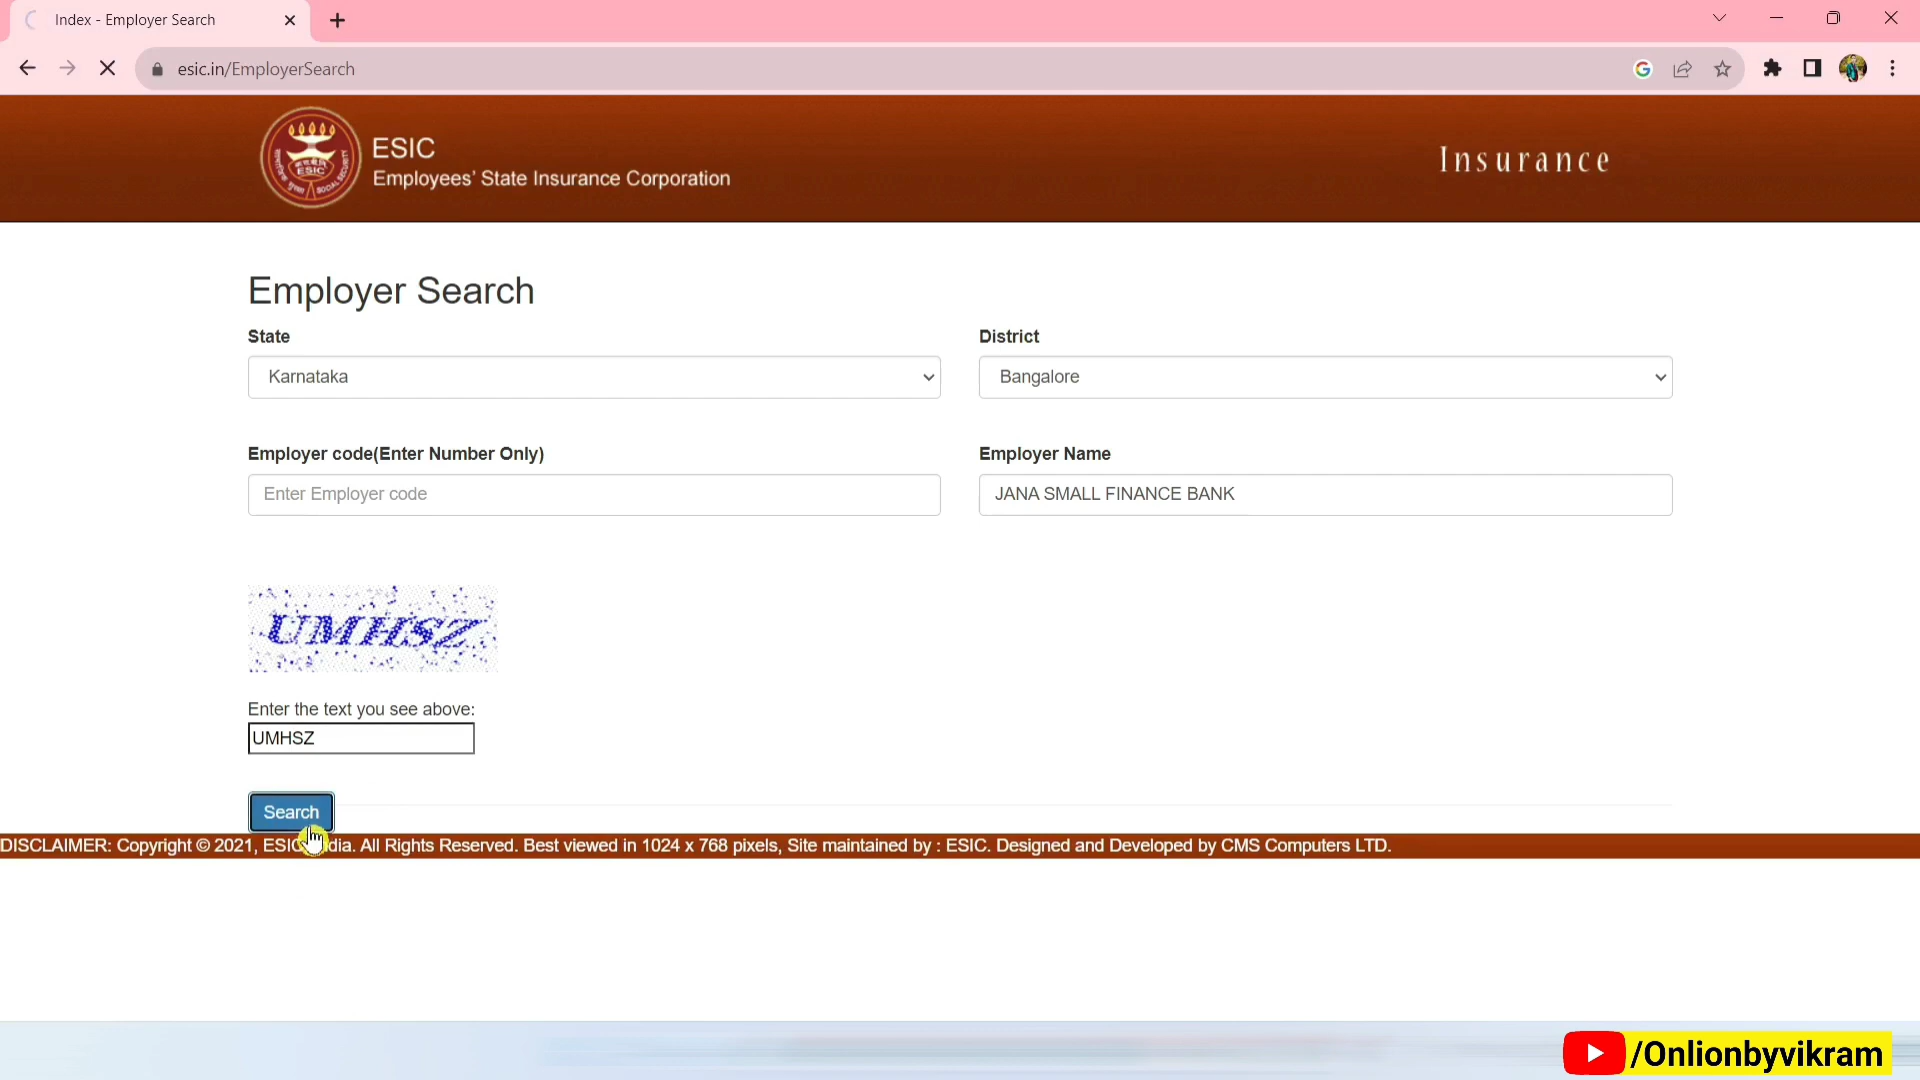 Index - Employer Search
esic.in/EmployerSearch
ESIC
Employees' State Insurance Corporation
Insurance
Employer Search
State
District
Karnataka
Bangalore
Employer code(Enter Number Only)
Employer Name
Enter Employer code
JANA SMALL FINANCE BANK
UMHSZ
Enter the text you see above:
UMHSZ
Search
DISCLAIMER: Copyright © 2021, ESIC dia. All Rights Reserved. Best viewed in 1024 x 768 pixels, Site maintained by : ESIC. Designed and Developed by CMS Computers LTD.
/Onlionbyvikram